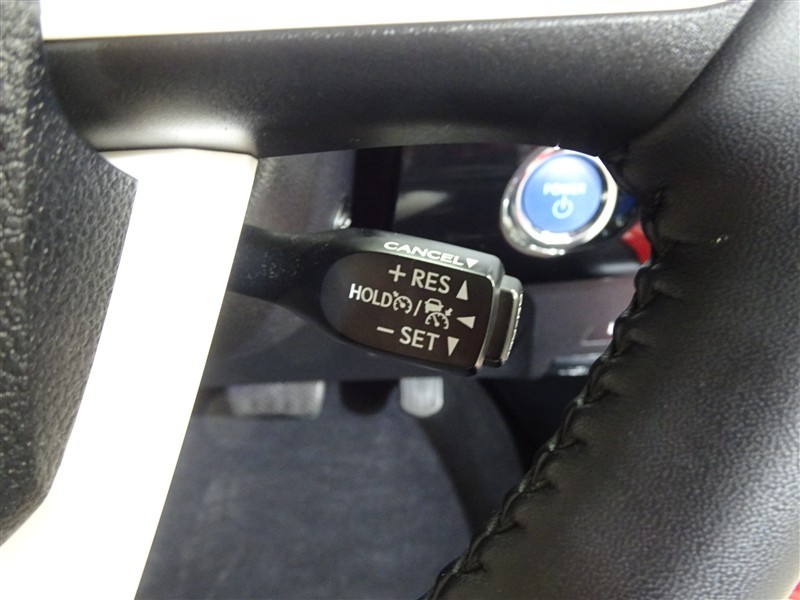 POWER
CANCEL▼
+ RES ▲
HOLD / ◀
− SET ▼